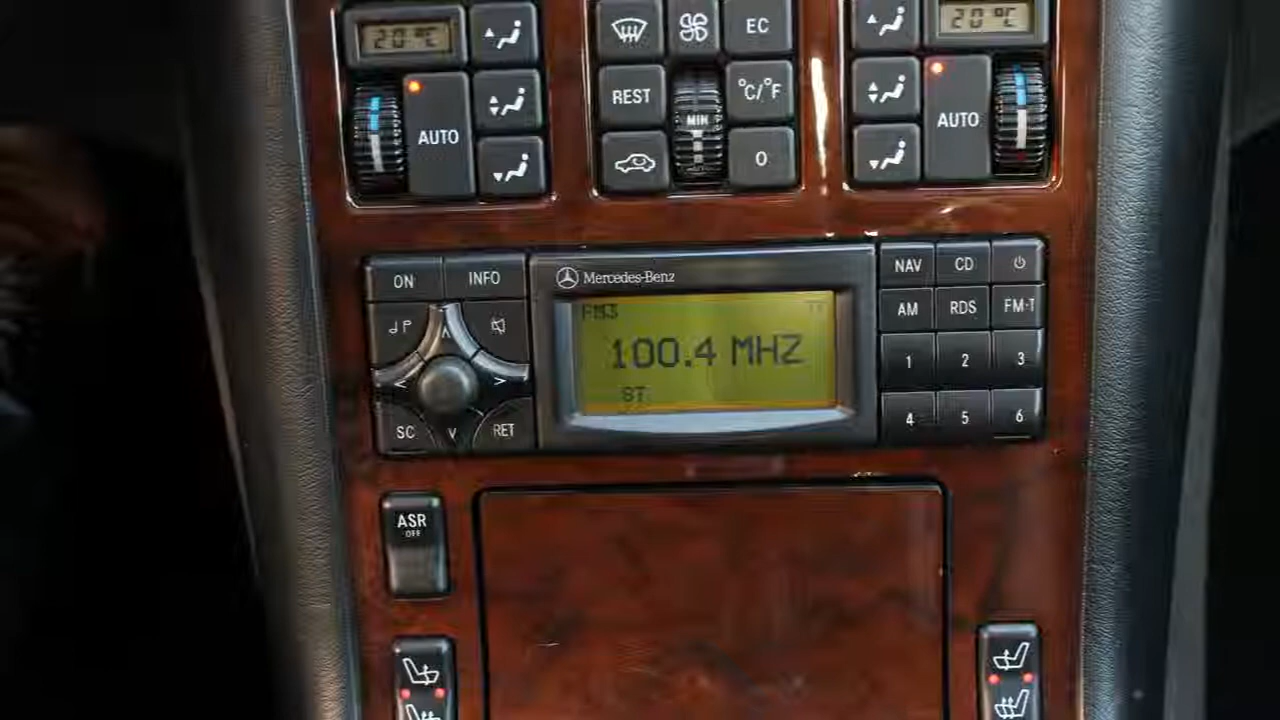 20 °C
EC
20 °C
REST
MIN
°C/°F
AUTO
AUTO
O
ON
INFO
Mercedes-Benz
NAV
CD
FM3
100.4 MHZ
ST
AM
RDS
FM·T
1
2
3
P
SC
RET
4
5
6
ASR
OFF